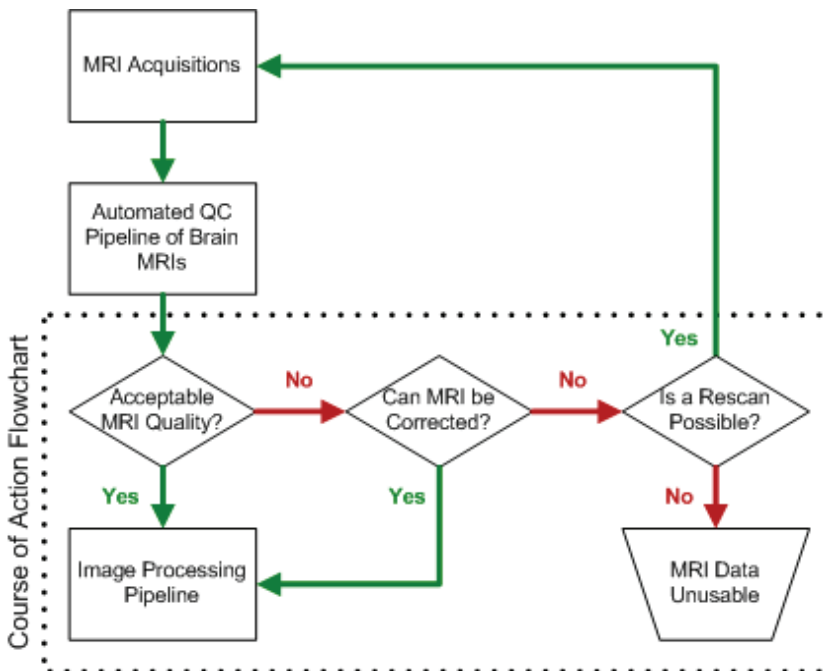 MRI Acquisitions
Automated QC
Pipeline of Brain
MRIs
Course of Action Flowchart
Acceptable
MRI Quality?
No
Can MRI be
Corrected?
No
Is a Rescan
Possible?
Yes
Yes
Yes
No
Image Processing
Pipeline
MRI Data
Unusable